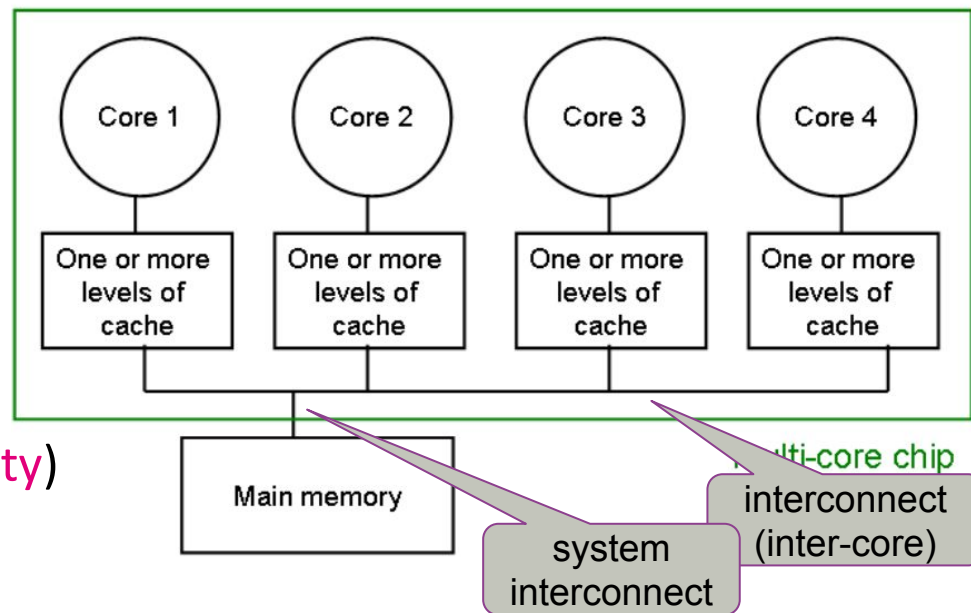 Core 1
Core 2
Core 3
Core 4
One or more
levels of
cache
One or more
levels of
cache
One or more
levels of
cache
One or more
levels of
cache
ty)
Main memory
multi-core chip
interconnect
(inter-core)
system
interconnect